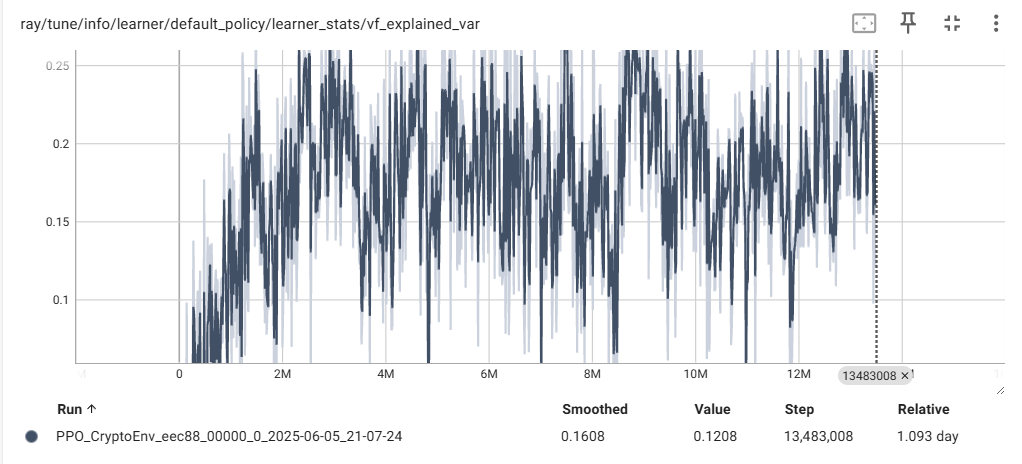 ray/tune/info/learner/default_policy/learner_stats/vf_explained_var
0.25
0.2
0.15
0.1
0 2M 4M 6M 8M 10M 12M 13483008 ×
Run ↑ Smoothed Value Step Relative
PPO_CryptoEnv_eec88_00000_0_2025-06-05_21-07-24 0.1608 0.1208 13,483,008 1.093 day